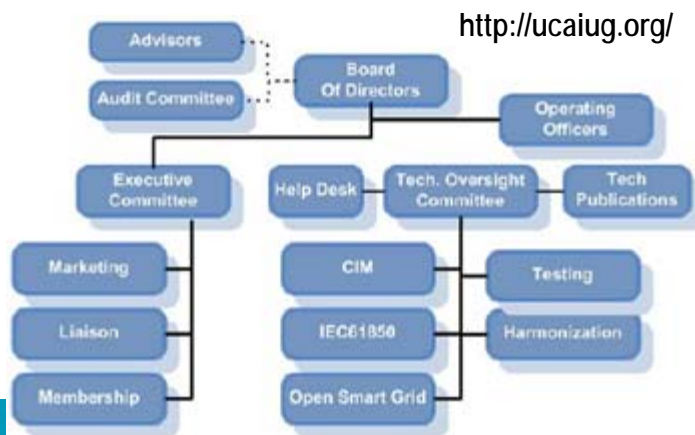 http://ucaiug.org/
Advisors
Board
Of Directors
Audit Committee
Operating
Officers
Executive
Committee
Help Desk
Tech. Oversight
Committee
Tech
Publications
Marketing
CIM
Testing
Liaison
IEC61850
Harmonization
Membership
Open Smart Grid